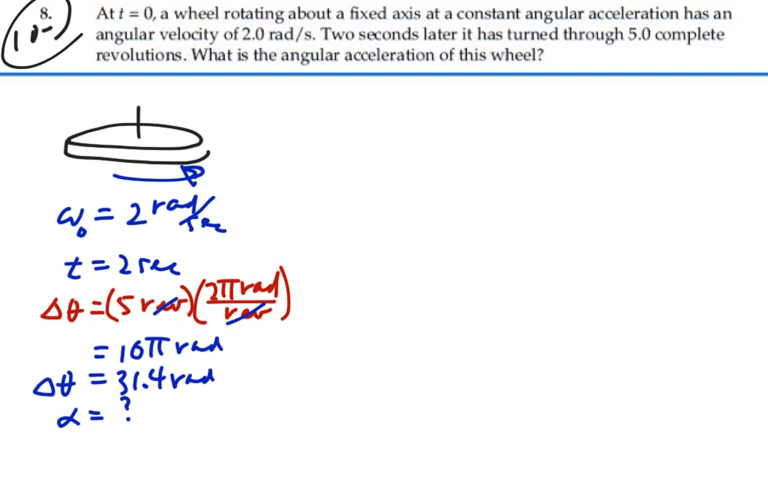 8. At t = 0, a wheel rotating about a fixed axis at a constant angular acceleration has an
angular velocity of 2.0 rad/s. Two seconds later it has turned through 5.0 complete
revolutions. What is the angular acceleration of this wheel?
10-
ω₀ = 2 rad/sec
t = 2 sec
Δθ = (5 rev)(2π rad/rev)
= 10π rad
Δθ = 31.4 rad
α = ?